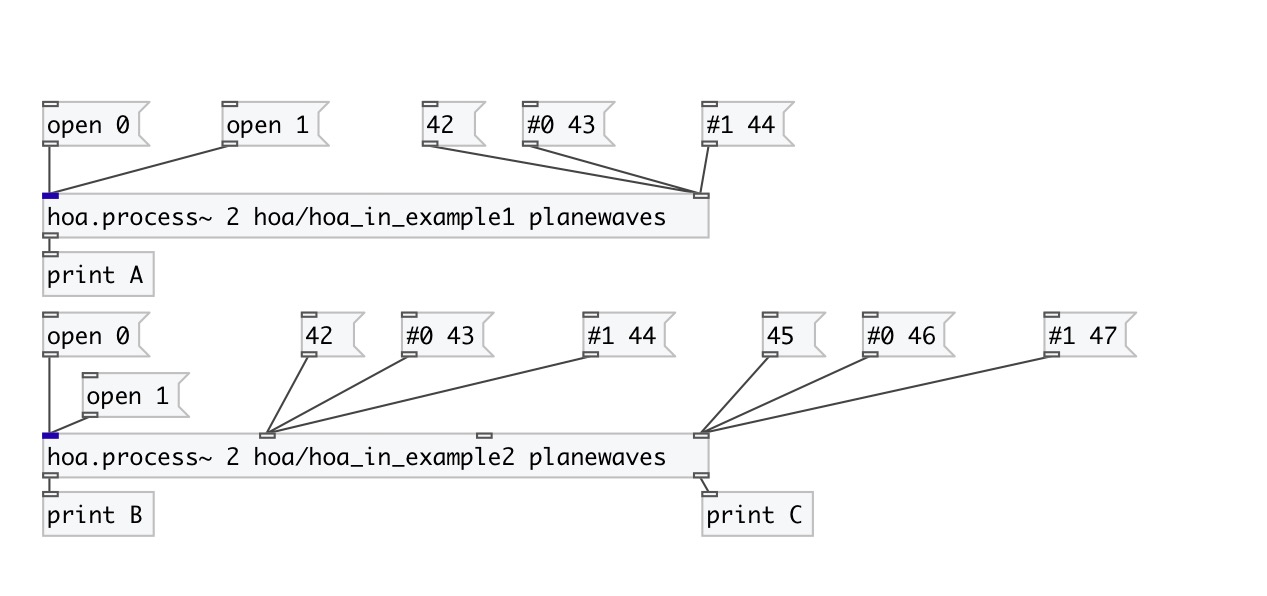 open 0
open 1
42
#0 43
#1 44
hoa.process~ 2 hoa/hoa_in_example1 planewaves
print A
open 0
42
#0 43
#1 44
45
#0 46
#1 47
open 1
hoa.process~ 2 hoa/hoa_in_example2 planewaves
print B
print C